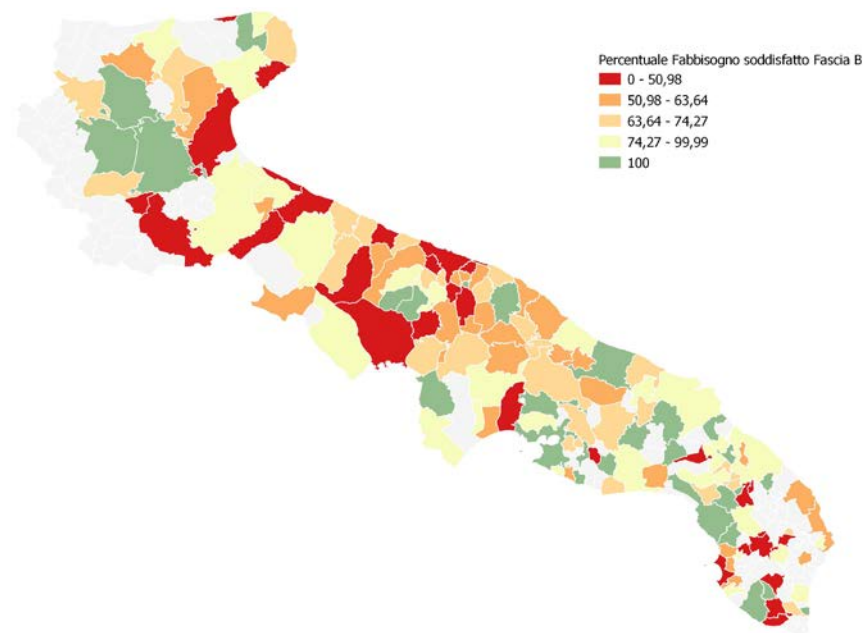 Percentuale Fabbisogno soddisfatto Fascia B
0 - 50,98
50,98 - 63,64
63,64 - 74,27
74,27 - 99,99
100